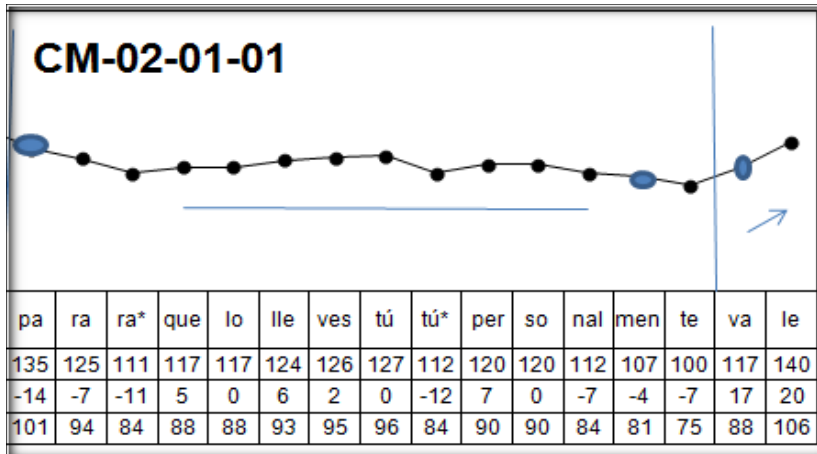 CM-02-01-01
pa ra ra* que lo lle ves tú tú* per so nal men te va le
135 125 111 117 117 124 126 127 112 120 120 112 107 100 117 140
-14 -7 -11 5 0 6 2 0 -12 7 0 -7 -4 -7 17 20
101 94 84 88 88 93 95 96 84 90 90 84 81 75 88 106